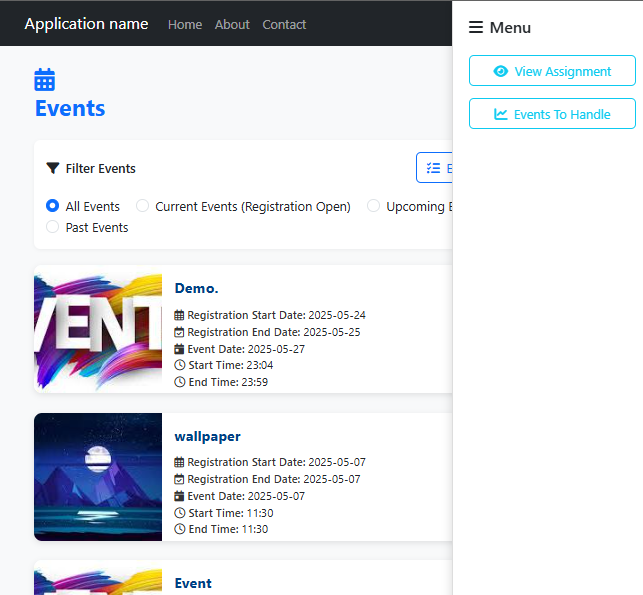 Application name Home About Contact
Menu
View Assignment
Events To Handle
Events
Filter Events
All Events Current Events (Registration Open) Upcoming
Past Events
Demo.
Registration Start Date: 2025-05-24
Registration End Date: 2025-05-25
Event Date: 2025-05-27
Start Time: 23:04
End Time: 23:59
wallpaper
Registration Start Date: 2025-05-07
Registration End Date: 2025-05-07
Event Date: 2025-05-07
Start Time: 11:30
End Time: 11:30
Event